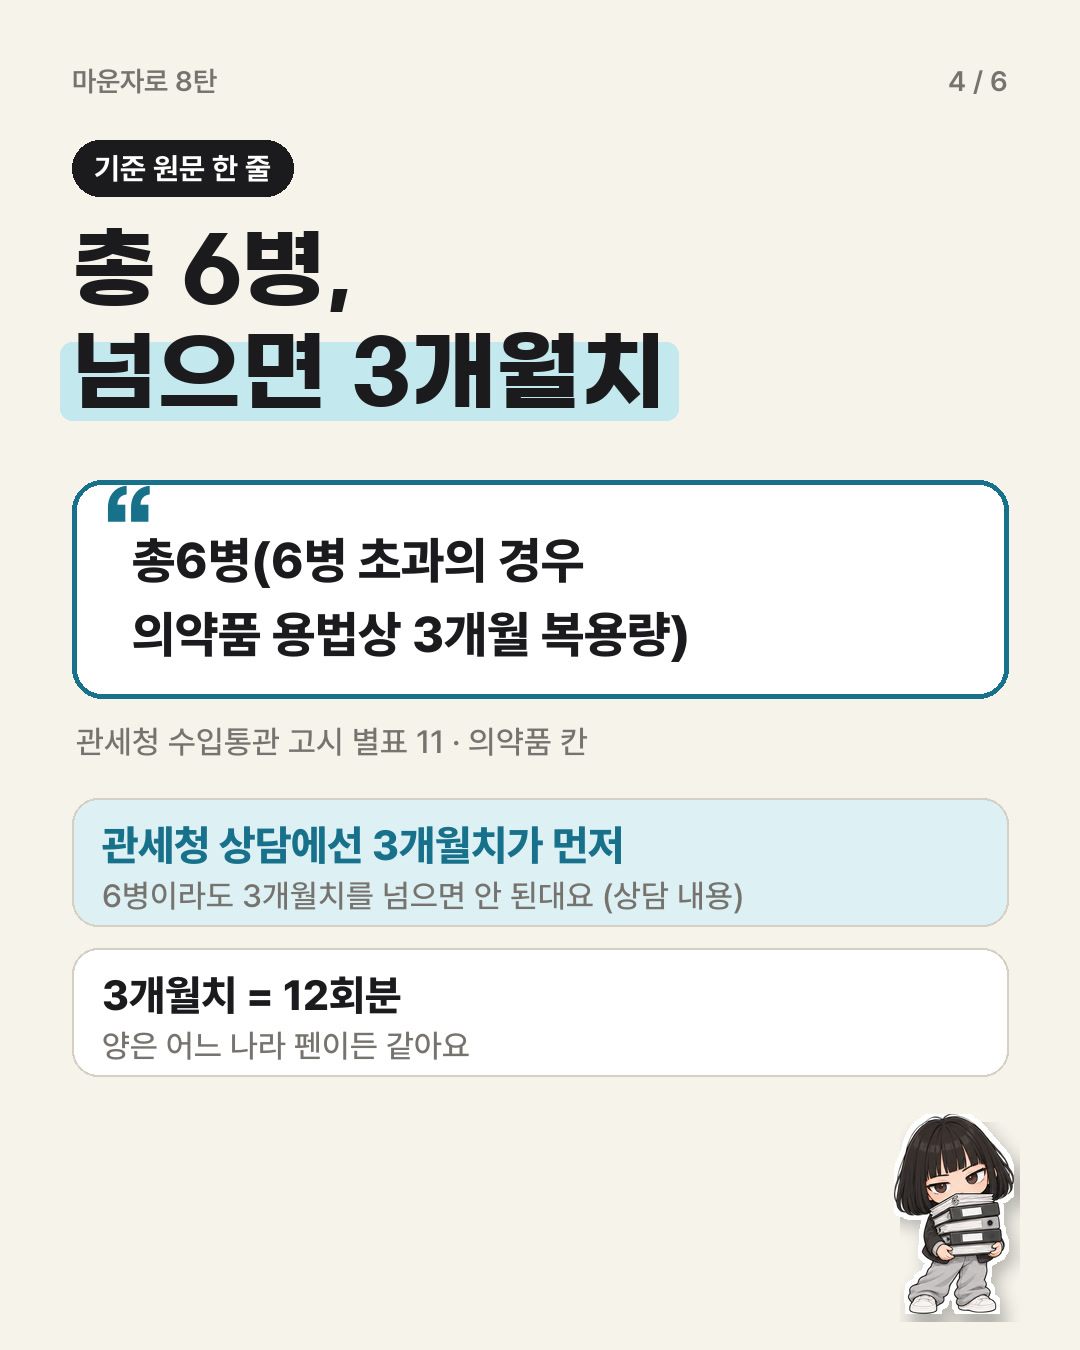 마운자로 8탄
4 / 6
기준 원문 한 줄
총 6병,
넘으면 3개월치
“
총6병(6병 초과의 경우
의약품 용법상 3개월 복용량)
관세청 수입통관 고시 별표 11 · 의약품 칸
관세청 상담에선 3개월치가 먼저
6병이라도 3개월치를 넘으면 안 된대요 (상담 내용)
3개월치 = 12회분
양은 어느 나라 펜이든 같아요